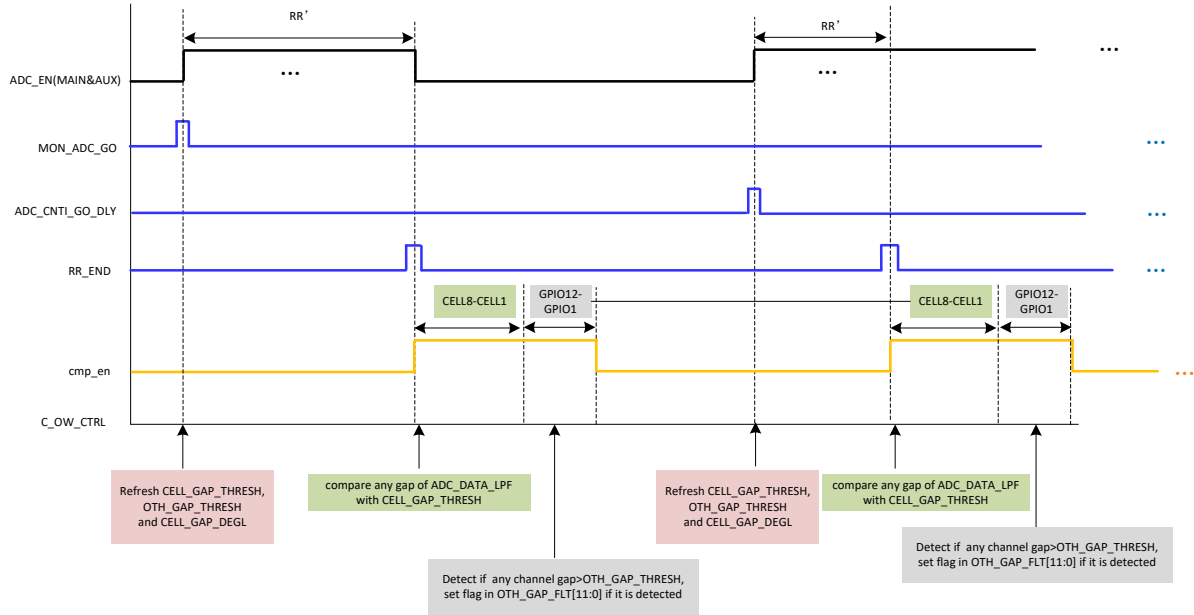 RR’
RR’
...
...
...
ADC_EN(MAIN&AUX)
MON_ADC_GO
...
ADC_CNTI_GO_DLY
...
RR_END
...
CELL8-CELL1
GPIO12-
GPIO1
CELL8-CELL1
GPIO12-
GPIO1
cmp_en
...
C_OW_CTRL
Refresh CELL_GAP_THRESH,
OTH_GAP_THRESH
and CELL_GAP_DEGL
compare any gap of ADC_DATA_LPF
with CELL_GAP_THRESH
Refresh CELL_GAP_THRESH,
OTH_GAP_THRESH
and CELL_GAP_DEGL
compare any gap of ADC_DATA_LPF
with CELL_GAP_THRESH
Detect if any channel gap>OTH_GAP_THRESH,
set flag in OTH_GAP_FLT[11:0] if it is detected
Detect if any channel gap>OTH_GAP_THRESH,
set flag in OTH_GAP_FLT[11:0] if it is detected